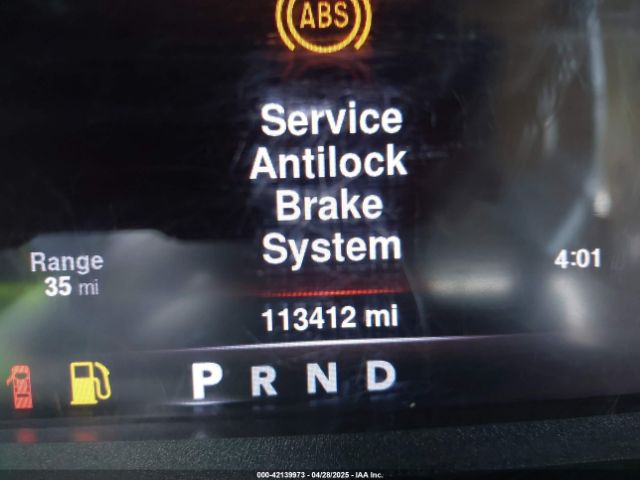 ABS
Service
Antilock
Brake
System
Range
35 mi
4:01
113412 mi
P R N D
000-42139973 - 04/28/2025 - IAA Inc.